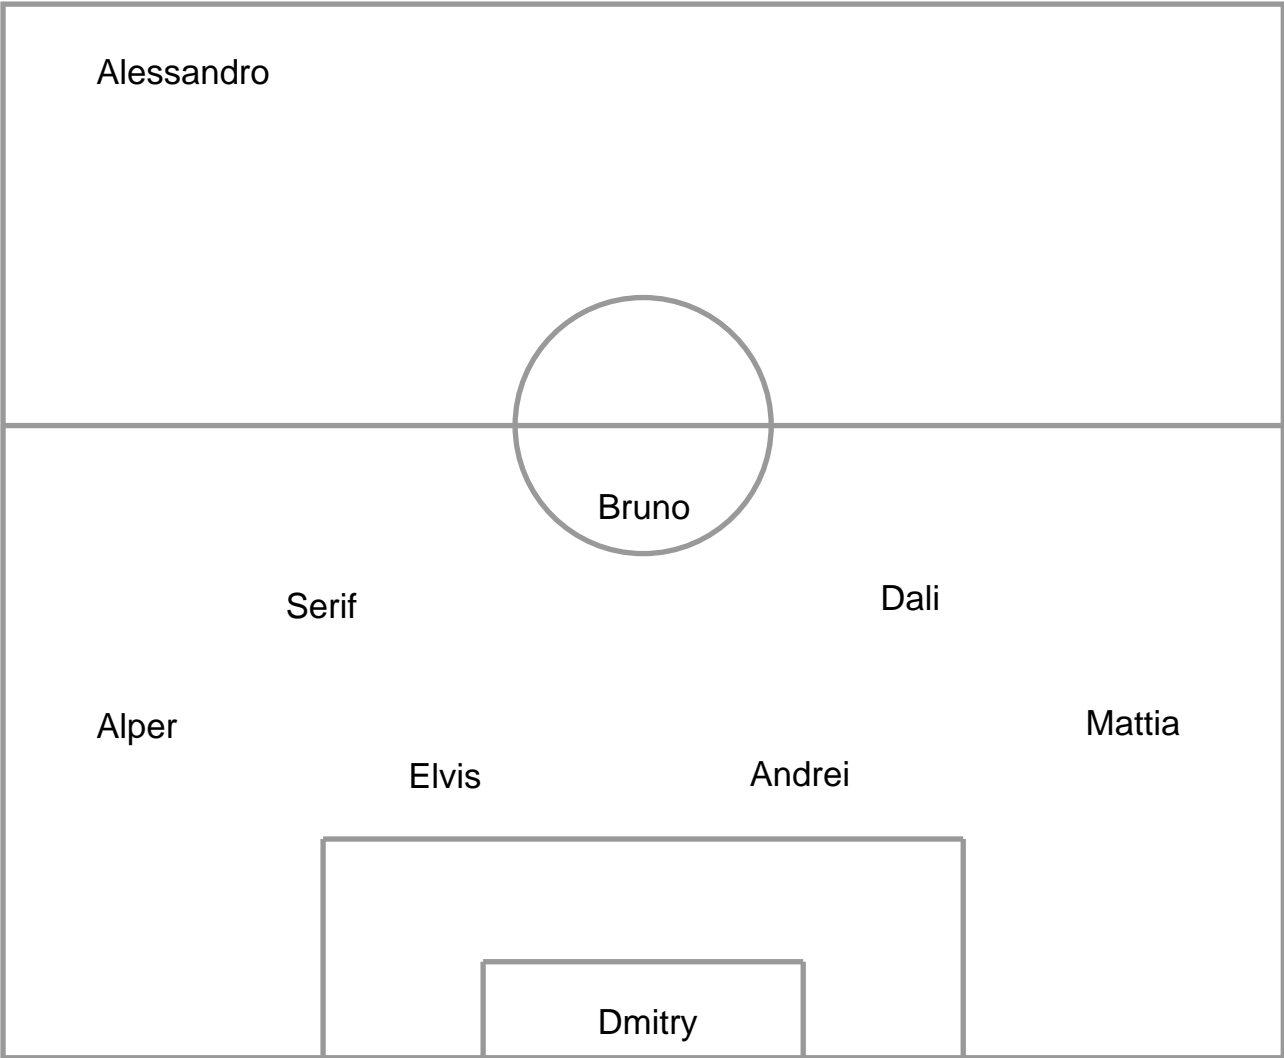 Alessandro
Bruno
Serif
Dali
Alper
Mattia
Elvis
Andrei
Dmitry